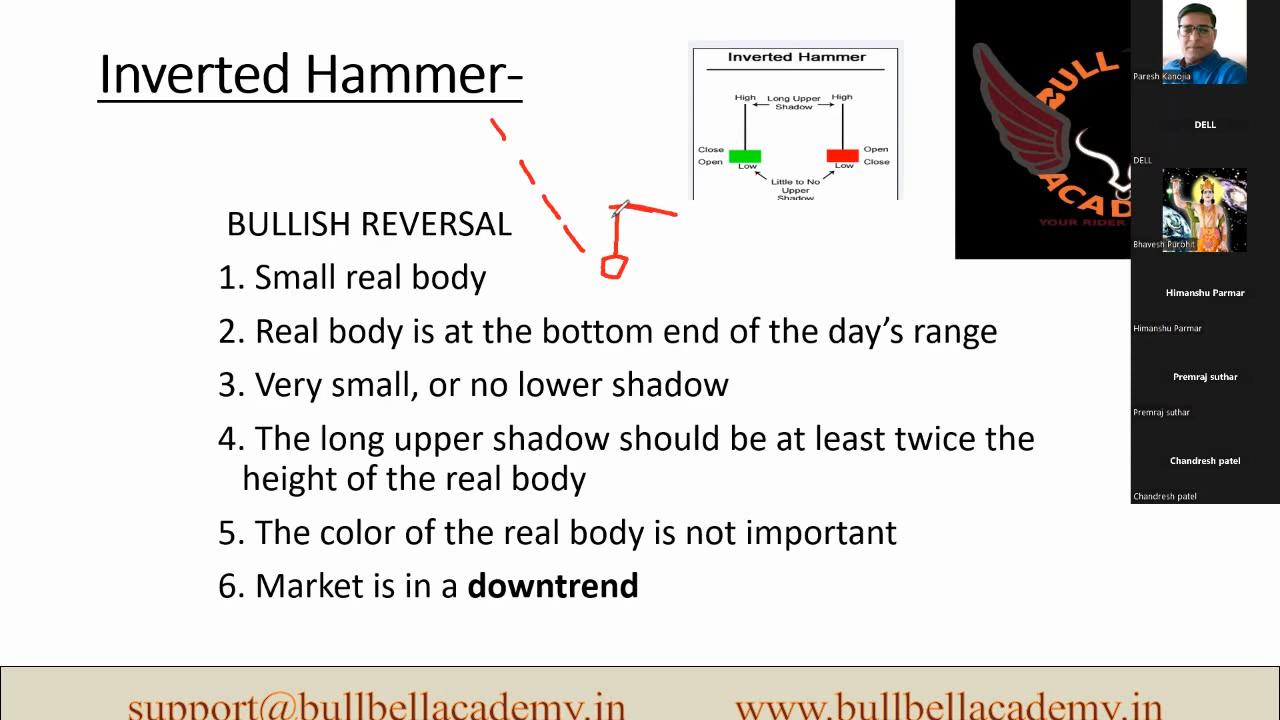 Inverted Hammer-
Inverted Hammer
High Long Upper Shadow High
Close
Open
Low
Open
Close
Low
Little to No
Upper
Shadow
BULL
ACAD
YOUR RIDER
BULLISH REVERSAL
1. Small real body
2. Real body is at the bottom end of the day’s range
3. Very small, or no lower shadow
4. The long upper shadow should be at least twice the
height of the real body
5. The color of the real body is not important
6. Market is in a downtrend
support@bullbellacademy.in www.bullbellacademy.in
Paresh Kanojia
DELL
DELL
Bhavesh Purohit
Himanshu Parmar
Himanshu Parmar
Premraj suthar
Premraj suthar
Chandresh patel
Chandresh patel